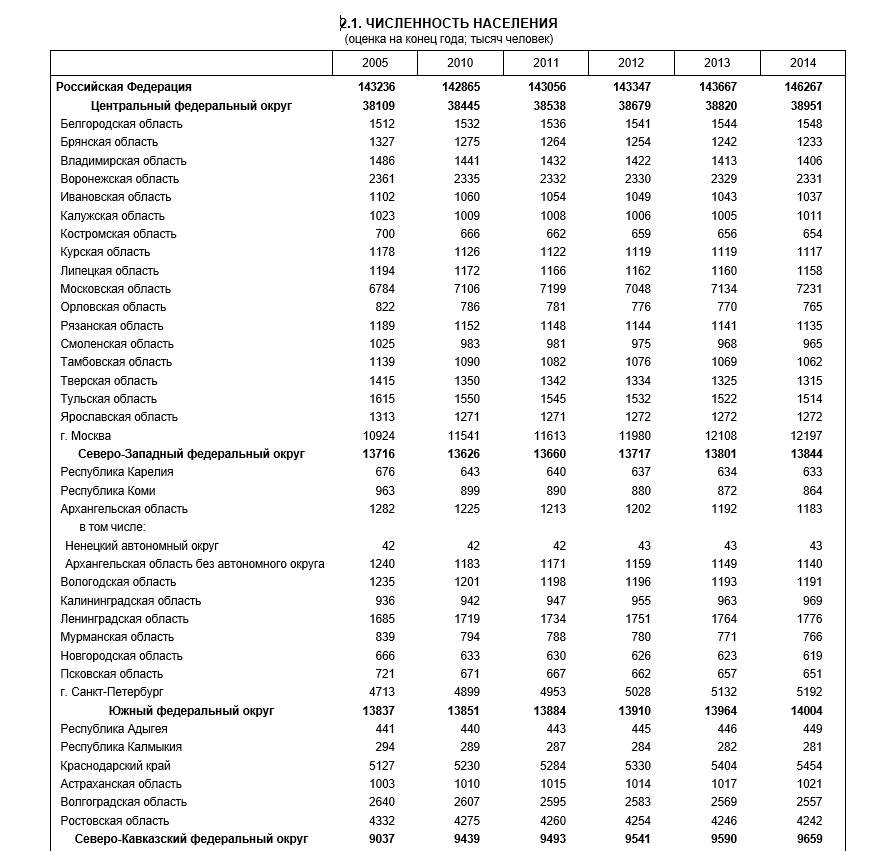 2.1. ЧИСЛЕННОСТЬ НАСЕЛЕНИЯ
(оценка на конец года; тысяч человек)
2005 2010 2011 2012 2013 2014
Российская Федерация 143236 142865 143056 143347 143667 146267
Центральный федеральный округ 38109 38445 38538 38679 38820 38951
Белгородская область 1512 1532 1536 1541 1544 1548
Брянская область 1327 1275 1264 1254 1242 1233
Владимирская область 1486 1441 1432 1422 1413 1406
Воронежская область 2361 2335 2332 2330 2329 2331
Ивановская область 1102 1060 1054 1049 1043 1037
Калужская область 1023 1009 1008 1006 1005 1011
Костромская область 700 666 662 659 656 654
Курская область 1178 1126 1122 1119 1119 1117
Липецкая область 1194 1172 1166 1162 1160 1158
Московская область 6784 7106 7199 7048 7134 7231
Орловская область 822 786 781 776 770 765
Рязанская область 1189 1152 1148 1144 1141 1135
Смоленская область 1025 983 981 975 968 965
Тамбовская область 1139 1090 1082 1076 1069 1062
Тверская область 1415 1350 1342 1334 1325 1315
Тульская область 1615 1550 1545 1532 1522 1514
Ярославская область 1313 1271 1271 1272 1272 1272
г. Москва 10924 11541 11613 11980 12108 12197
Северо-Западный федеральный округ 13716 13626 13660 13717 13801 13844
Республика Карелия 676 643 640 637 634 633
Республика Коми 963 899 890 880 872 864
Архангельская область 1282 1225 1213 1202 1192 1183
в том числе:
Ненецкий автономный округ 42 42 42 43 43 43
Архангельская область без автономного округа 1240 1183 1171 1159 1149 1140
Вологодская область 1235 1201 1198 1196 1193 1191
Калининградская область 936 942 947 955 963 969
Ленинградская область 1685 1719 1734 1751 1764 1776
Мурманская область 839 794 788 780 771 766
Новгородская область 666 633 630 626 623 619
Псковская область 721 671 667 662 657 651
г. Санкт-Петербург 4713 4899 4953 5028 5132 5192
Южный федеральный округ 13837 13851 13884 13910 13964 14004
Республика Адыгея 441 440 443 445 446 449
Республика Калмыкия 294 289 287 284 282 281
Краснодарский край 5127 5230 5284 5330 5404 5454
Астраханская область 1003 1010 1015 1014 1017 1021
Волгоградская область 2640 2607 2595 2583 2569 2557
Ростовская область 4332 4275 4260 4254 4246 4242
Северо-Кавказский федеральный округ 9037 9439 9493 9541 9590 9659